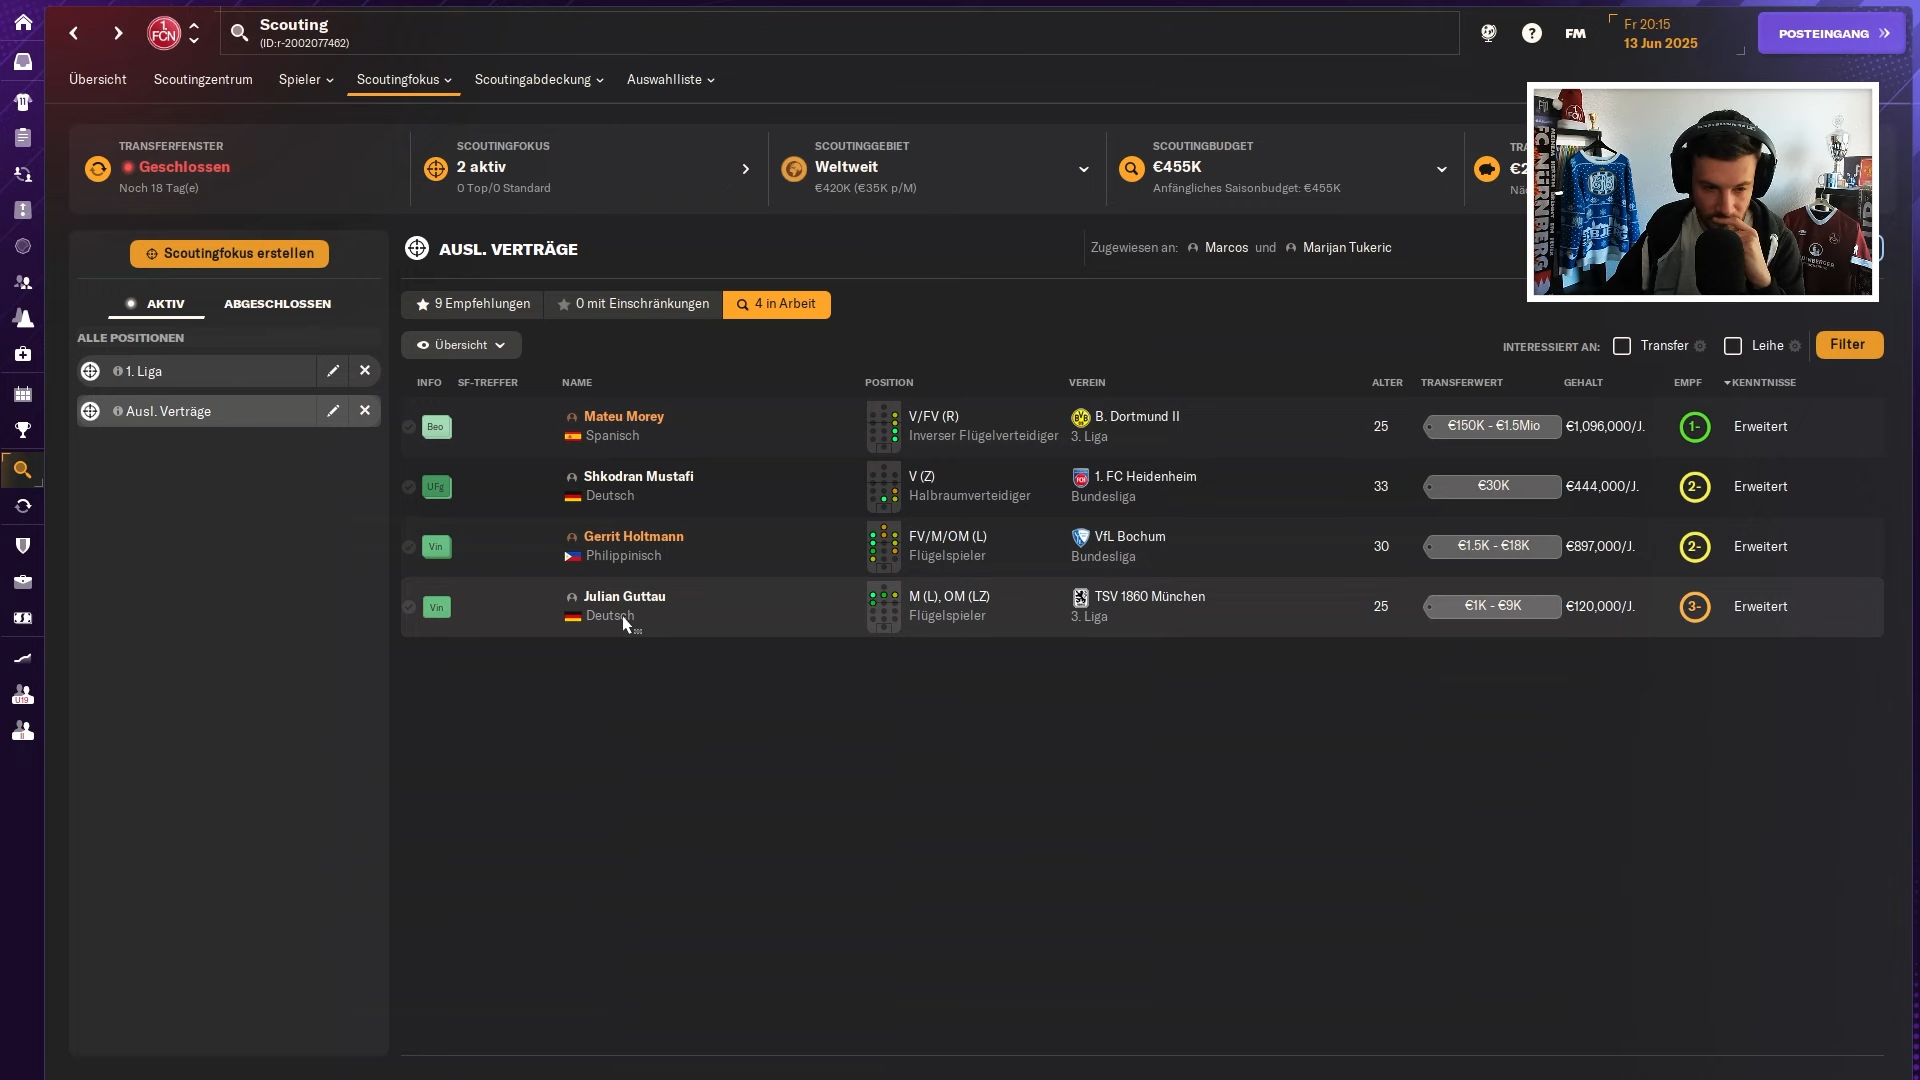 Scouting
(ID:r-2002077462)
FM
Fr 20:15
13 Jun 2025
POSTEINGANG
Übersicht
Scoutingzentrum
Spieler
Scoutingfokus
Scoutingabdeckung
Auswahlliste
TRANSFERFENSTER
Geschlossen
Noch 18 Tag(e)
SCOUTINGFOKUS
2 aktiv
0 Top/0 Standard
SCOUTINGGEBIET
Weltweit
€420K (€35K p/M)
SCOUTINGBUDGET
€455K
Anfängliches Saisonbudget: €455K
Scoutingfokus erstellen
AKTIV
ABGESCHLOSSEN
ALLE POSITIONEN
1. Liga
Ausl. Verträge
AUSL. VERTRÄGE
Zugewiesen an: Marcos und Marijan Tukeric
9 Empfehlungen
0 mit Einschränkungen
4 in Arbeit
Übersicht
INTERESSIERT AN: Transfer Leihe
Filter
INFO SF-TREFFER NAME POSITION VEREIN ALTER TRANSFERWERT GEHALT EMPF KENNTNISSE
Beo Mateu Morey V/FV (R) B. Dortmund II 25 €150K - €1.5Mio €1,096,000/J. 1- Erweitert
Spanisch Inverser Flügelverteidiger 3. Liga
UFg Shkodran Mustafi V (Z) 1. FC Heidenheim 33 €30K €444,000/J. 2- Erweitert
Deutsch Halbraumverteidiger Bundesliga
Vin Gerrit Holtmann FV/M/OM (L) VfL Bochum 30 €1.5K - €18K €897,000/J. 2- Erweitert
Philippinisch Flügelspieler Bundesliga
Vin Julian Guttau M (L), OM (LZ) TSV 1860 München 25 €1K - €9K €120,000/J. 3- Erweitert
Deutsch Flügelspieler 3. Liga
U19
II